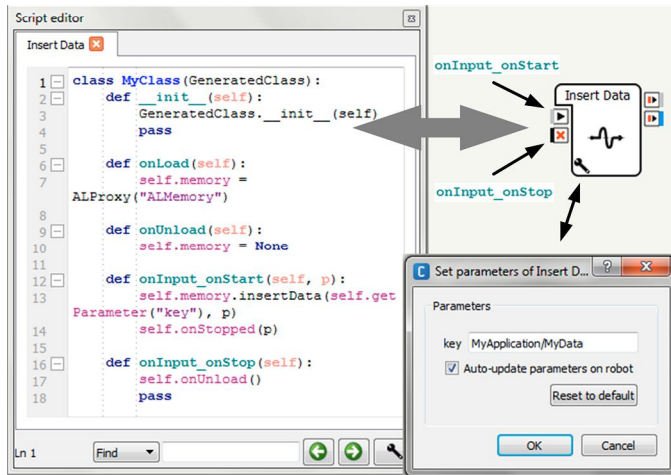 Script editor
Insert Data
1 class MyClass(GeneratedClass):
2 def __init__(self):
3 GeneratedClass.__init__(self)
4 pass
5
6 def onLoad(self):
7 self.memory =
ALProxy("ALMemory")
8
9 def onUnload(self):
10 self.memory = None
11
12 def onInput_onStart(self, p):
13 self.memory.insertData(self.get
Parameter("key"), p)
14 self.onStopped(p)
15
16 def onInput_onStop(self):
17 self.onUnload()
18 pass
Ln 1 Find
onInput_onStart
Insert Data
onInput_onStop
C Set parameters of Insert D...
Parameters
key MyApplication/MyData
Auto-update parameters on robot
Reset to default
OK Cancel